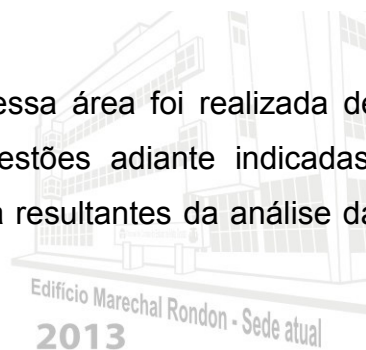 essa área foi realizada de
estões adiante indicadas
resultantes da análise da
Edifício Marechal Rondon - Sede atual
2013